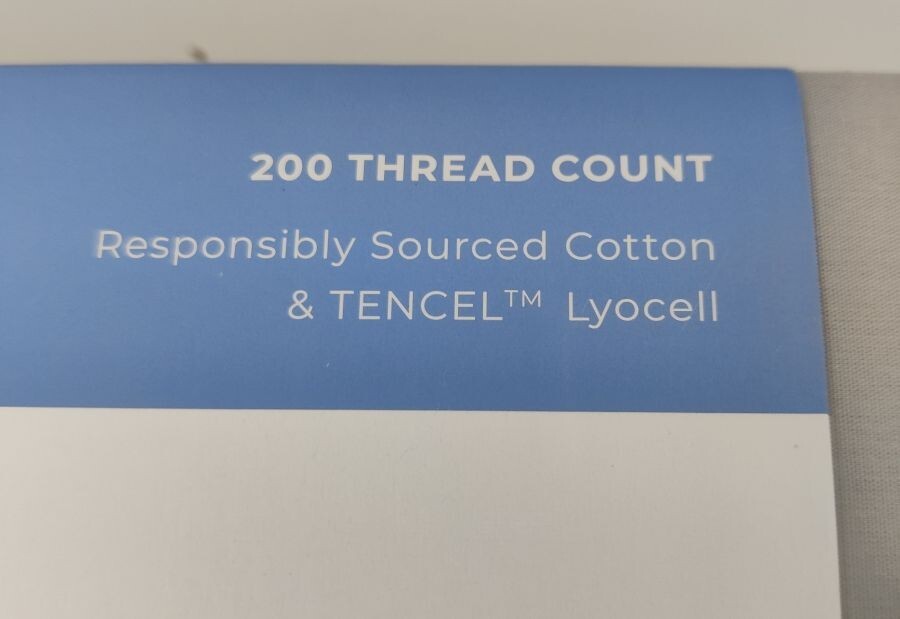 200 THREAD COUNT
Responsibly Sourced Cotton
& TENCEL™ Lyocell